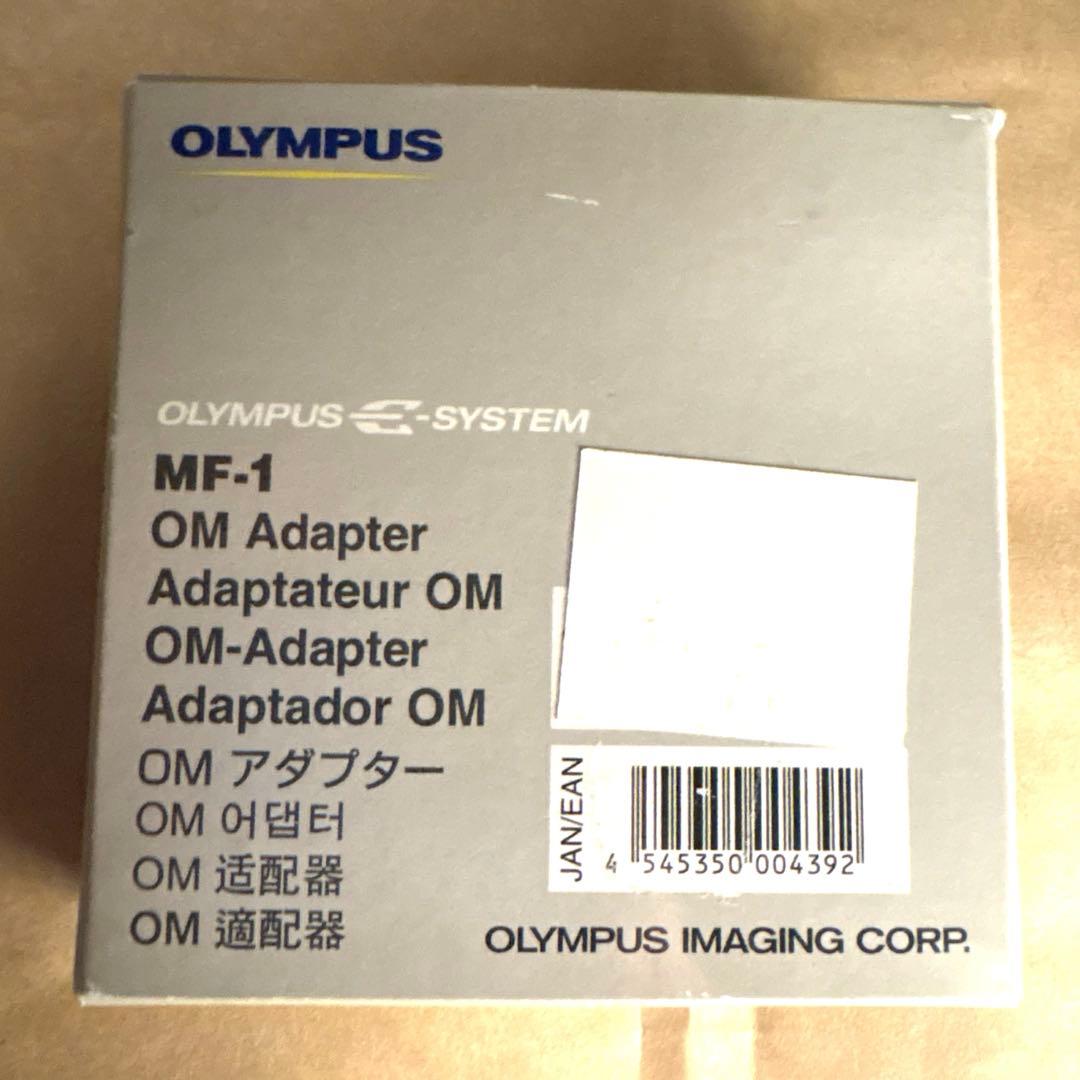 OLYMPUS
OLYMPUS E-SYSTEM
MF-1
OM Adapter
Adaptateur OM
OM-Adapter
Adaptador OM
OM アダプター
OM 어댑터
OM 适配器
OM 適配器
JAN/EAN
4 545350 004392
OLYMPUS IMAGING CORP.